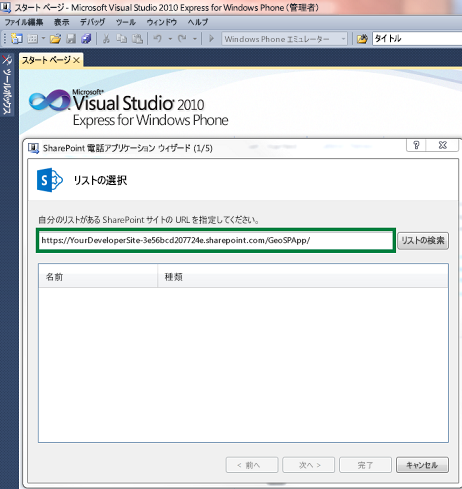 スタート ページ - Microsoft Visual Studio 2010 Express for Windows Phone (管理者)
ファイル編集 表示 デバッグ ツール ウィンドウ ヘルプ
Windows Phone エミュレーター タイトル
ツールボックス
スタート ページ
Microsoft
Visual Studio 2010
Express for Windows Phone
SharePoint 電話アプリケーション ウィザード (1/5)
リストの選択
自分のリストがある SharePoint サイトの URL を指定してください。
https://YourDeveloperSite-3e56bcd207724e.sharepoint.com/GeoSPApp/ リストの検索
名前 種類
< 前へ 次へ > 完了 キャンセル